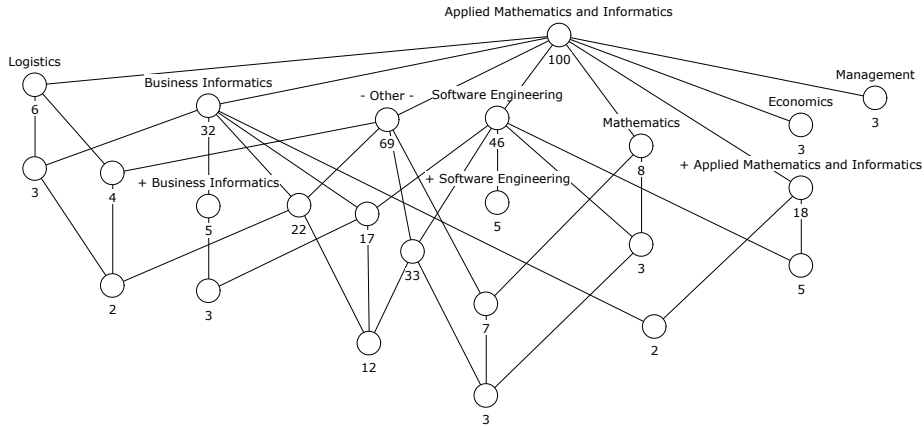 Applied Mathematics and Informatics
100
Logistics
6
Business Informatics
32
- Other -
69
Software Engineering
46
Mathematics
8
Economics
3
Management
3
+ Applied Mathematics and Informatics
18
3
4
+ Business Informatics
5
22
17
+ Software Engineering
5
33
3
5
2
3
7
2
12
3